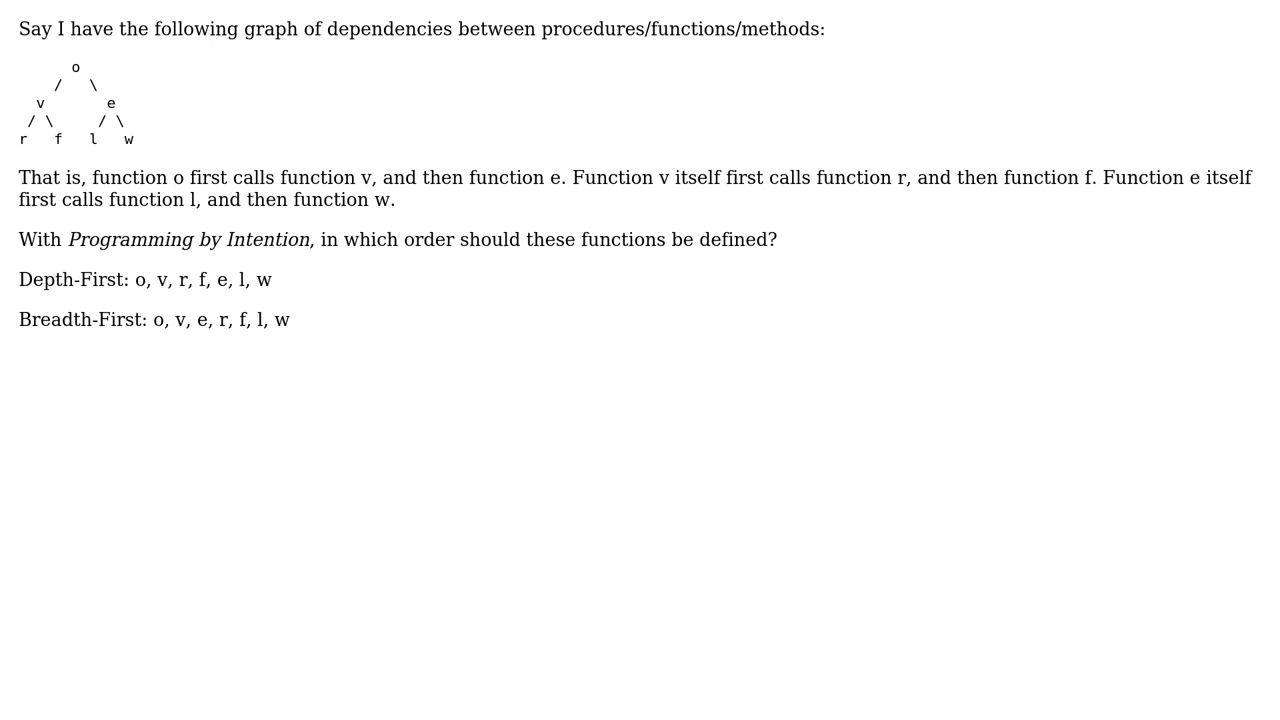 Say I have the following graph of dependencies between procedures/functions/methods:
      o
    /   \
  v       e
 / \     / \
r   f   l   w
That is, function o first calls function v, and then function e. Function v itself first calls function r, and then function f. Function e itself
first calls function l, and then function w.
With Programming by Intention, in which order should these functions be defined?
Depth-First: o, v, r, f, e, l, w
Breadth-First: o, v, e, r, f, l, w